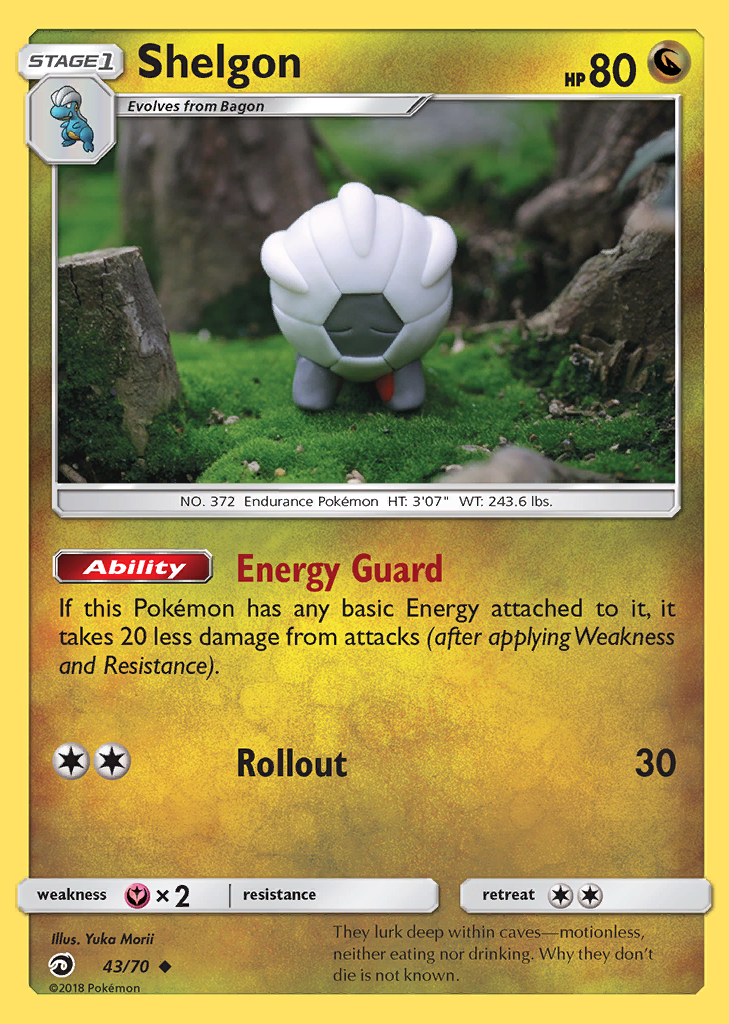 STAGE1
Shelgon
HP80
Evolves from Bagon
NO. 372 Endurance Pokémon HT: 3'07" WT: 243.6 lbs.
Ability
Energy Guard
If this Pokémon has any basic Energy attached to it, it
takes 20 less damage from attacks (after applying Weakness
and Resistance).
Rollout 30
weakness ×2 resistance retreat
Illus. Yuka Morii
43/70
©2018 Pokémon
They lurk deep within caves—motionless,
neither eating nor drinking. Why they don't
die is not known.